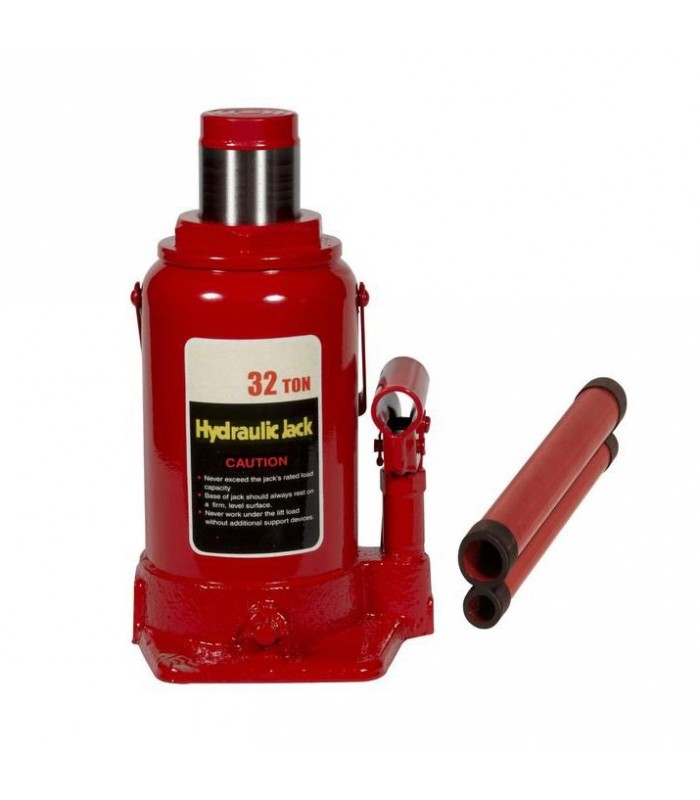 32 TON
Hydraulic Jack
CAUTION
• Never exceed the jack's rated load
capacity
• Base of jack should always rest on
a firm, level surface.
• Never work under the lift load
without additional support devices.